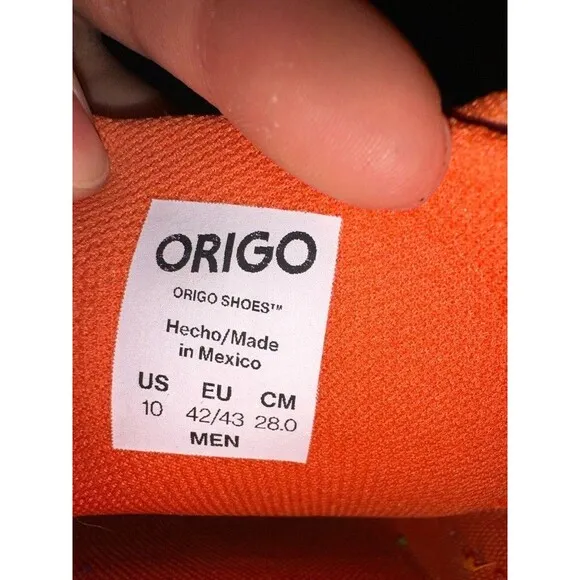 ORIGO
ORIGO SHOES™
Hecho/Made
in Mexico
US EU CM
10 42/43 28.0
MEN